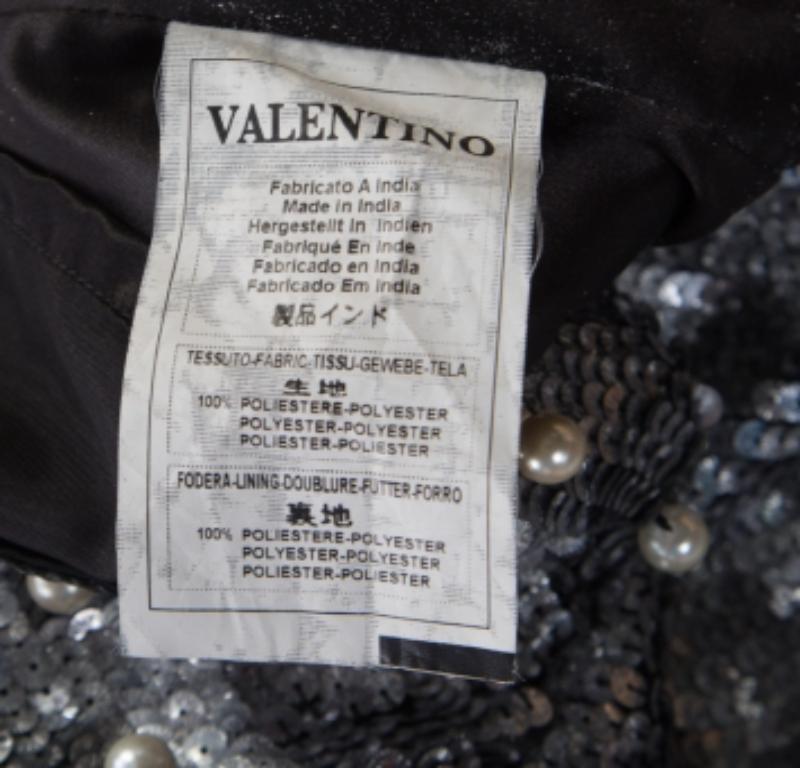 VALENTINO
Fabricato A India
Made in India
Hergestellt In Indien
Fabriqué En Inde
Fabricado en India
Fabricado Em India
製品インド
TESSUTO-FABRIC-TISSU-GEWEBE-TELA
生地
100% POLIESTERE-POLYESTER
POLYESTER-POLYESTER
POLIESTER-POLIESTER
FODERA-LINING-DOUBLURE-FUTTER-FORRO
裏地
100% POLIESTERE-POLYESTER
POLYESTER-POLYESTER
POLIESTER-POLIESTER